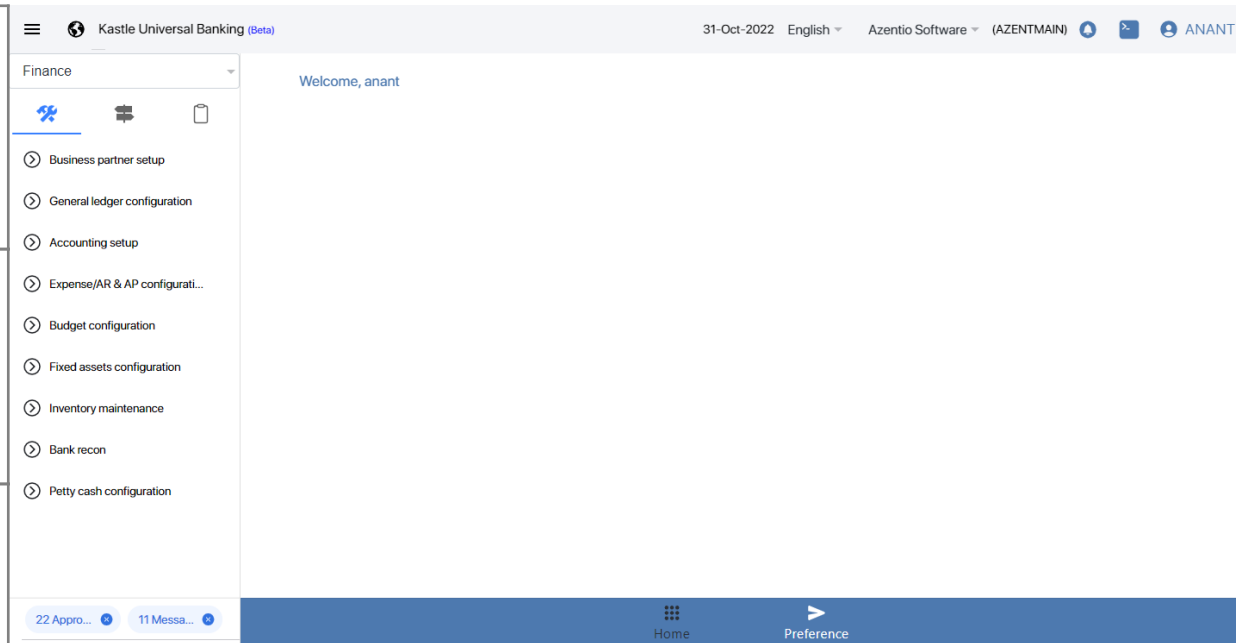 Kastle Universal Banking (Beta)
31-Oct-2022 English Azentio Software (AZENTMAIN) ANANT
Finance
Welcome, anant
Business partner setup
General ledger configuration
Accounting setup
Expense/AR & AP configurati...
Budget configuration
Fixed assets configuration
Inventory maintenance
Bank recon
Petty cash configuration
22 Appro... 11 Messa...
Home Preference